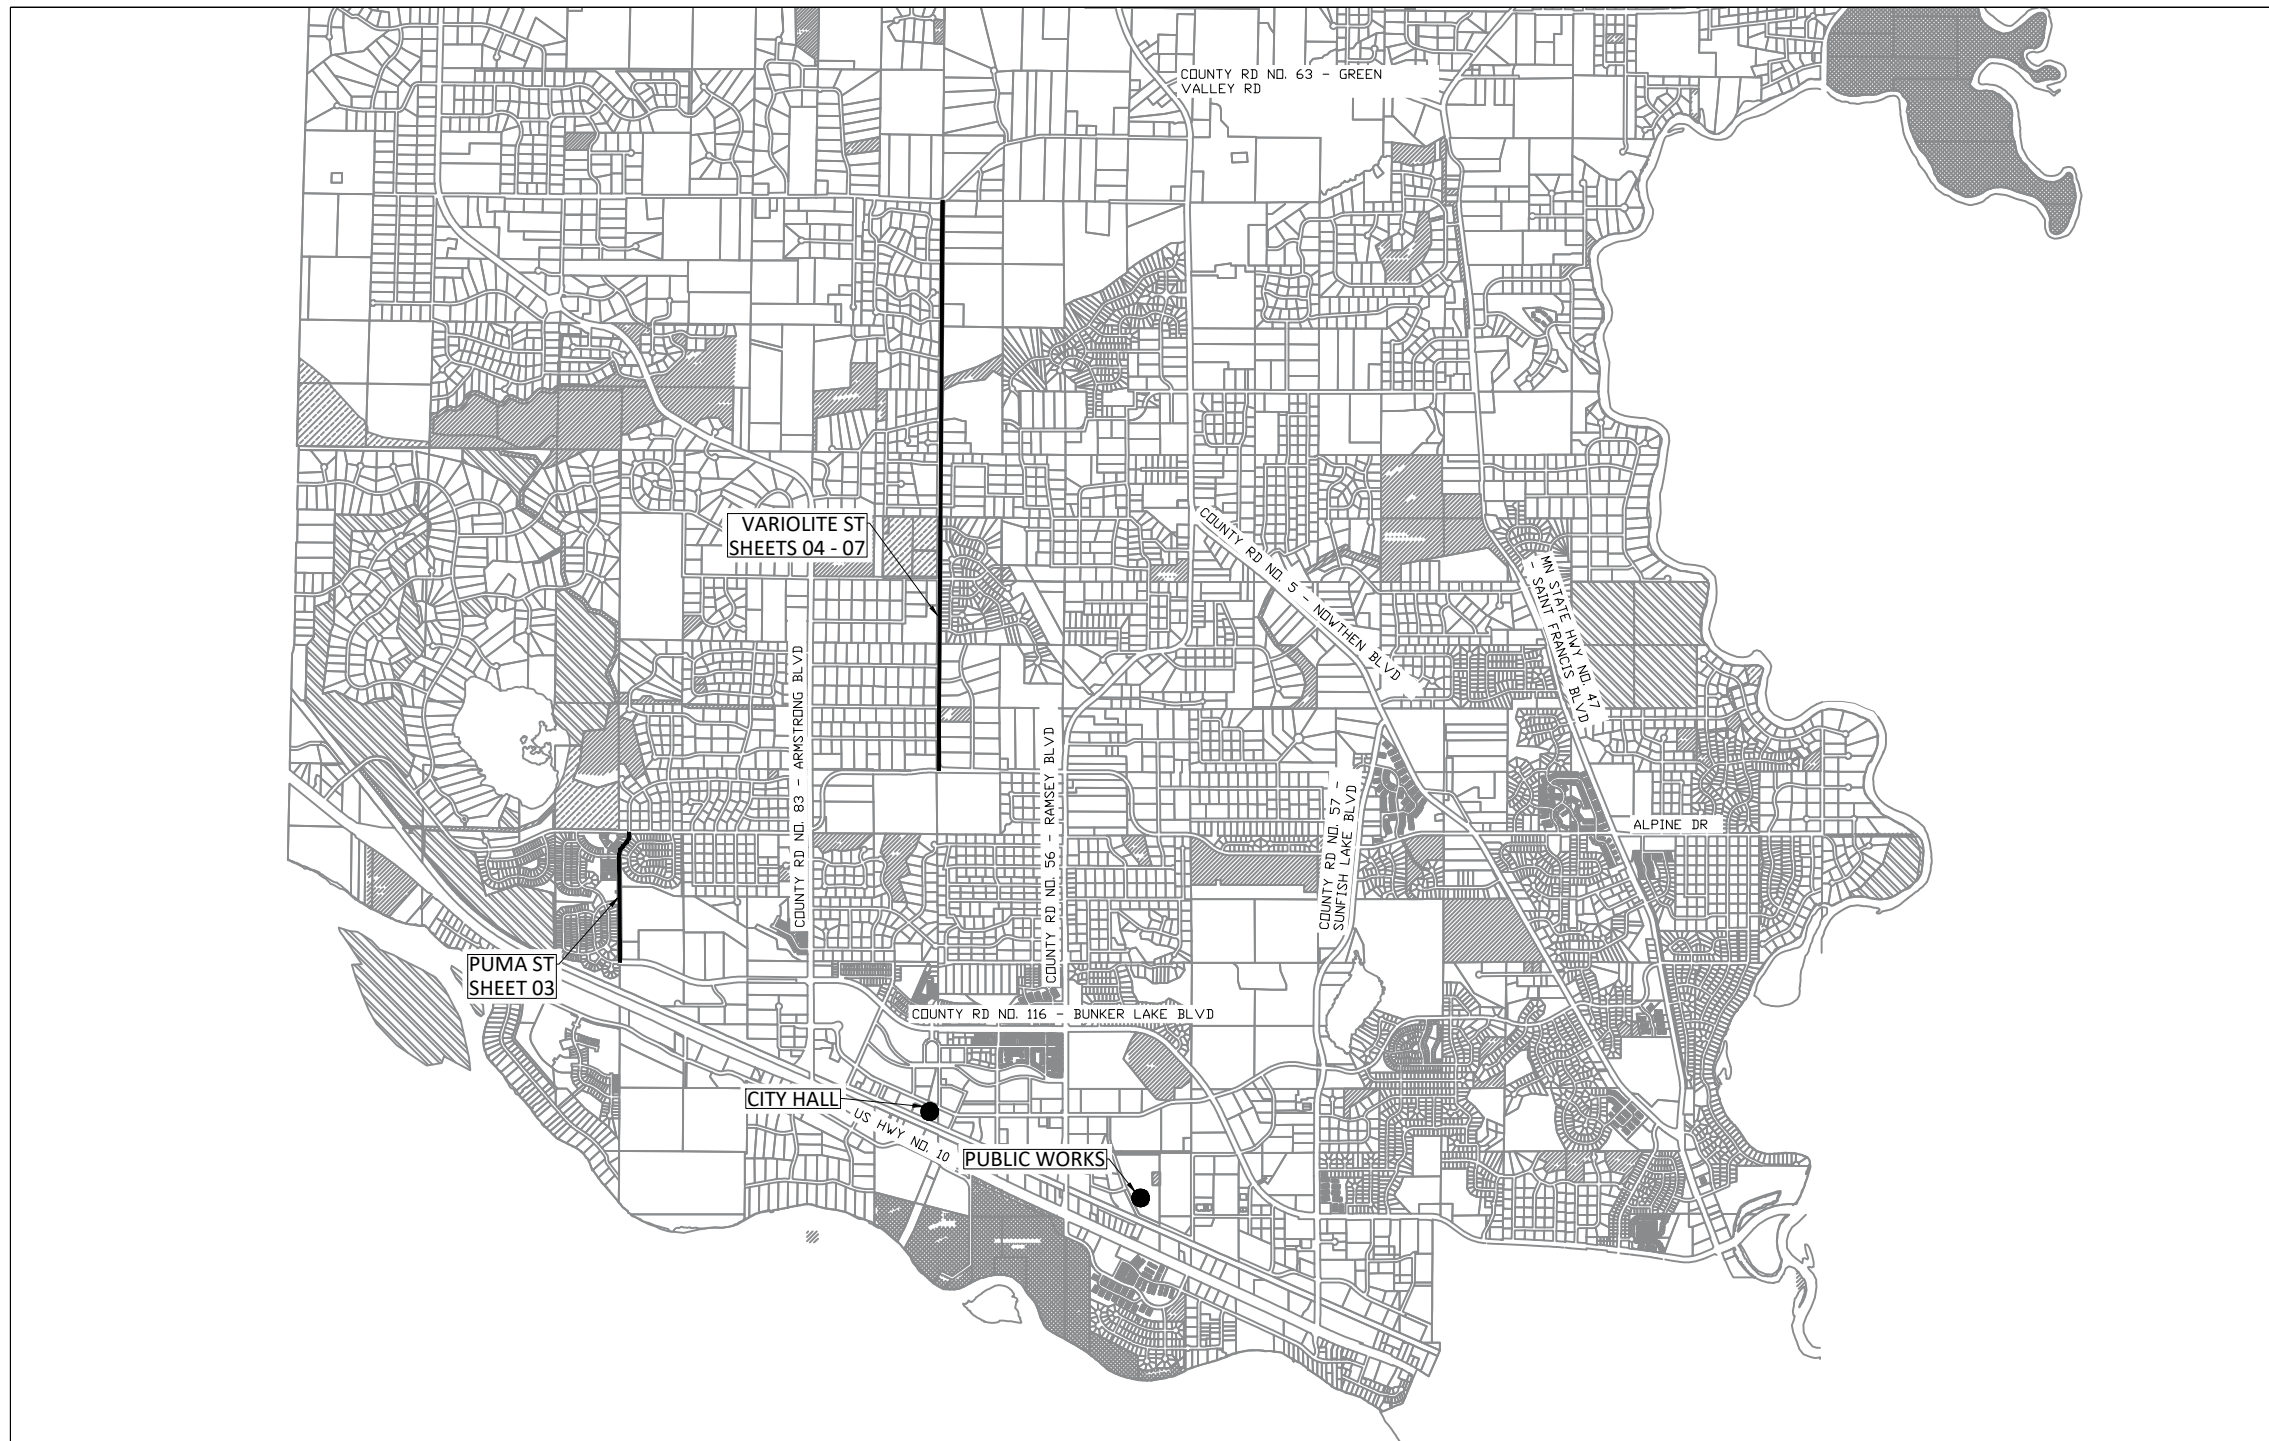 COUNTY RD NO. 63 - GREEN
VALLEY RD
VARIOLITE ST
SHEETS 04 - 07
COUNTY RD NO. 5 - NOWTHEN BLVD
MN STATE HWY NO. 47
- SAINT FRANCIS BLVD
COUNTY RD NO. 83 - ARMSTRONG BLVD
COUNTY RD NO. 56 - RAMSEY BLVD
COUNTY RD NO. 57 -
SUNFISH LAKE BLVD
ALPINE DR
PUMA ST
SHEET 03
COUNTY RD NO. 116 - BUNKER LAKE BLVD
CITY HALL
US HWY NO. 10
PUBLIC WORKS